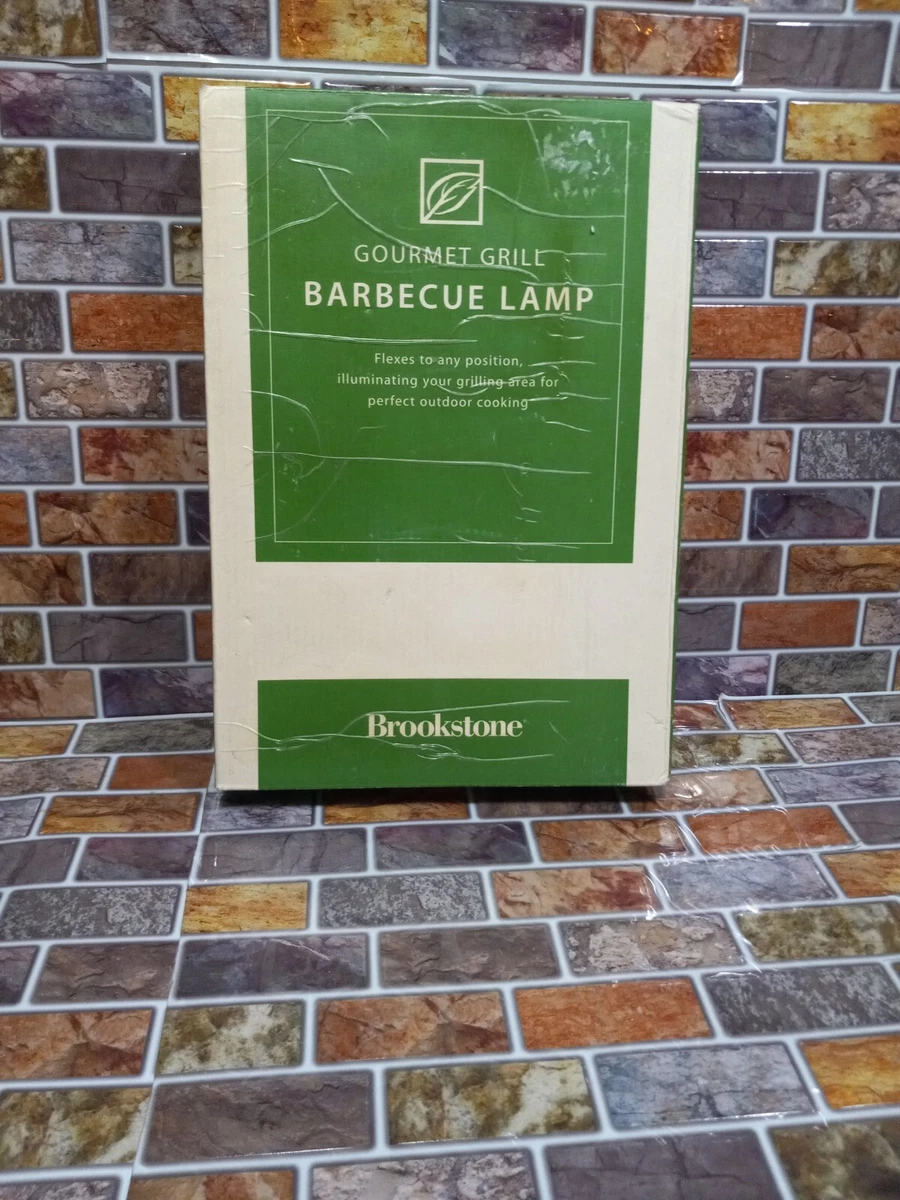 GOURMET GRILL
BARBECUE LAMP
Flexes to any position,
illuminating your grilling area for
perfect outdoor cooking
Brookstone